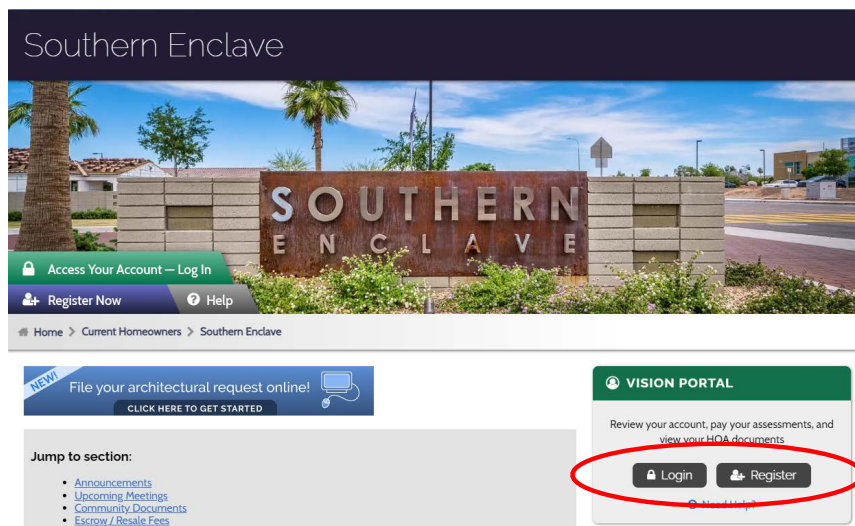 Southern Enclave
SOUTHERN
ENCLAVE
Access Your Account — Log In
Register Now
Help
Home > Current Homeowners > Southern Enclave
NEW!
File your architectural request online!
CLICK HERE TO GET STARTED
VISION PORTAL
Review your account, pay your assessments, and
view your HOA documents
Login
Register
Need Help?
Jump to section:
Announcements
Upcoming Meetings
Community Documents
Escrow / Resale Fees